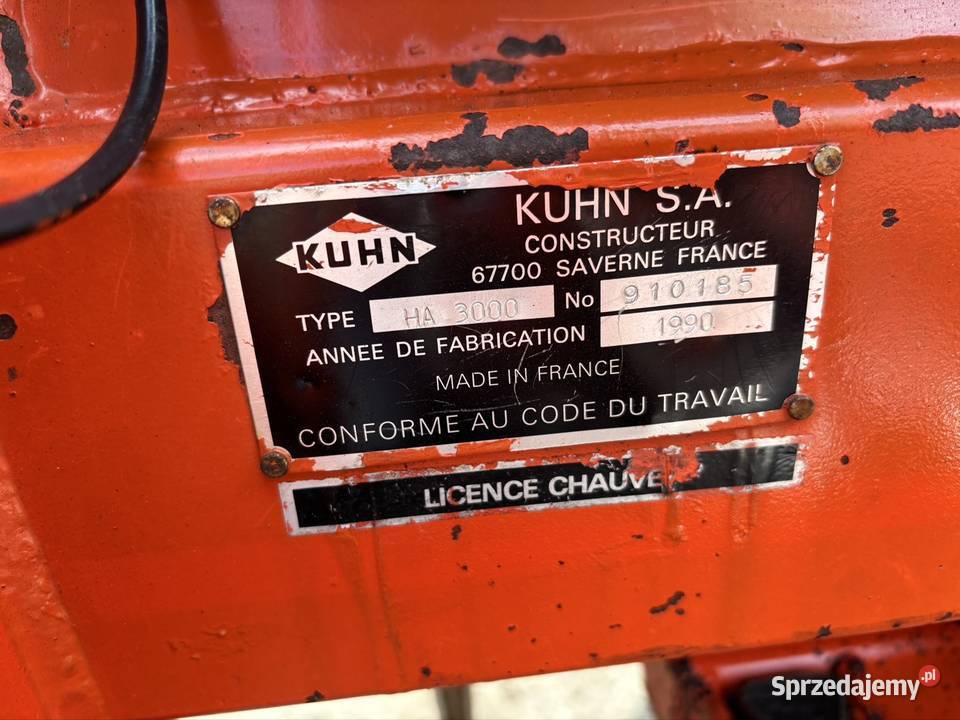 KUHN S.A.
KUHN
CONSTRUCTEUR
67700 SAVERNE FRANCE
TYPE HA 3000 No 910185
ANNEE DE FABRICATION 1990
MADE IN FRANCE
CONFORME AU CODE DU TRAVAIL
LICENCE
Sprzedajemy.pl